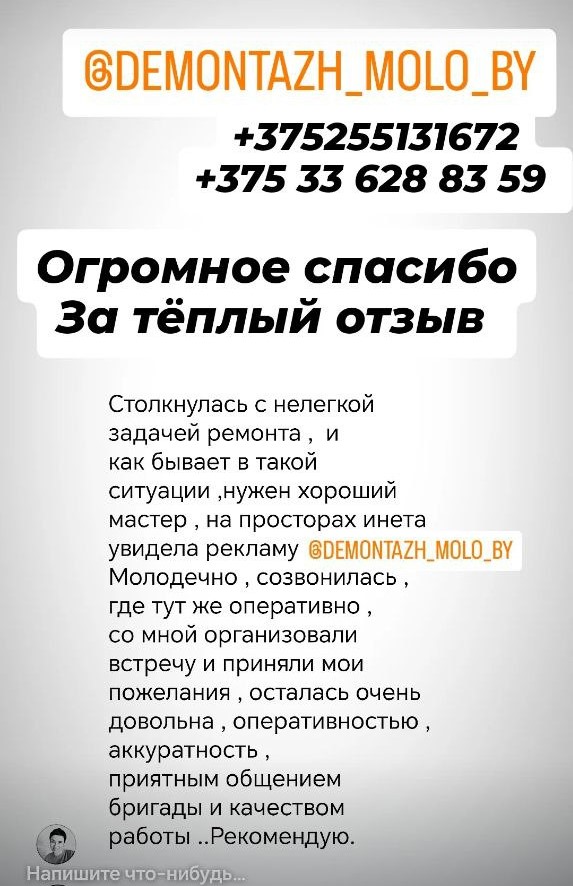 @DEMONTAZH_MOLO_BY
+375255131672
+375 33 628 83 59
Огромное спасибо
За тёплый отзыв
Столкнулась с нелегкой
задачей ремонта , и
как бывает в такой
ситуации ,нужен хороший
мастер , на просторах инета
увидела рекламу @DEMONTAZH_MOLO_BY
Молодечно , созвонилась ,
где тут же оперативно ,
со мной организовали
встречу и приняли мои
пожелания , осталась очень
довольна , оперативностью ,
аккуратность ,
приятным общением
бригады и качеством
работы ..Рекомендую.
Напишите что-нибудь...